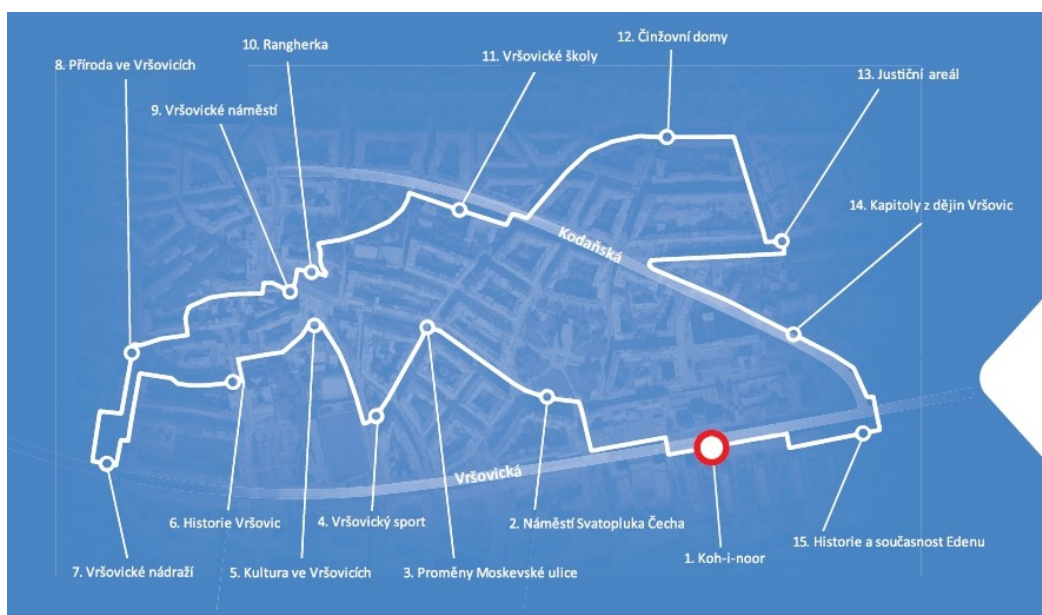 12. Činžovní domy
10. Rangherka
11. Vršovické školy
8. Příroda ve Vršovicích
13. Justiční areál
9. Vršovické náměstí
14. Kapitoly z dějin Vršovic
Kodaňská
Vršovická
6. Historie Vršovic
4. Vršovický sport
2. Náměstí Svatopluka Čecha
15. Historie a současnost Edenu
1. Koh-i-noor
7. Vršovické nádraží
5. Kultura ve Vršovicích
3. Proměny Moskevské ulice